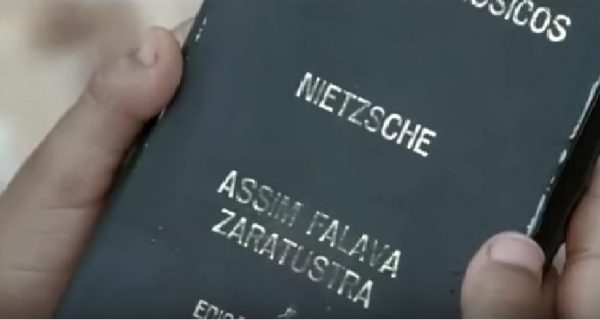 NIETZSCHE
ASSIM FALAVA
ZARATUSTRA